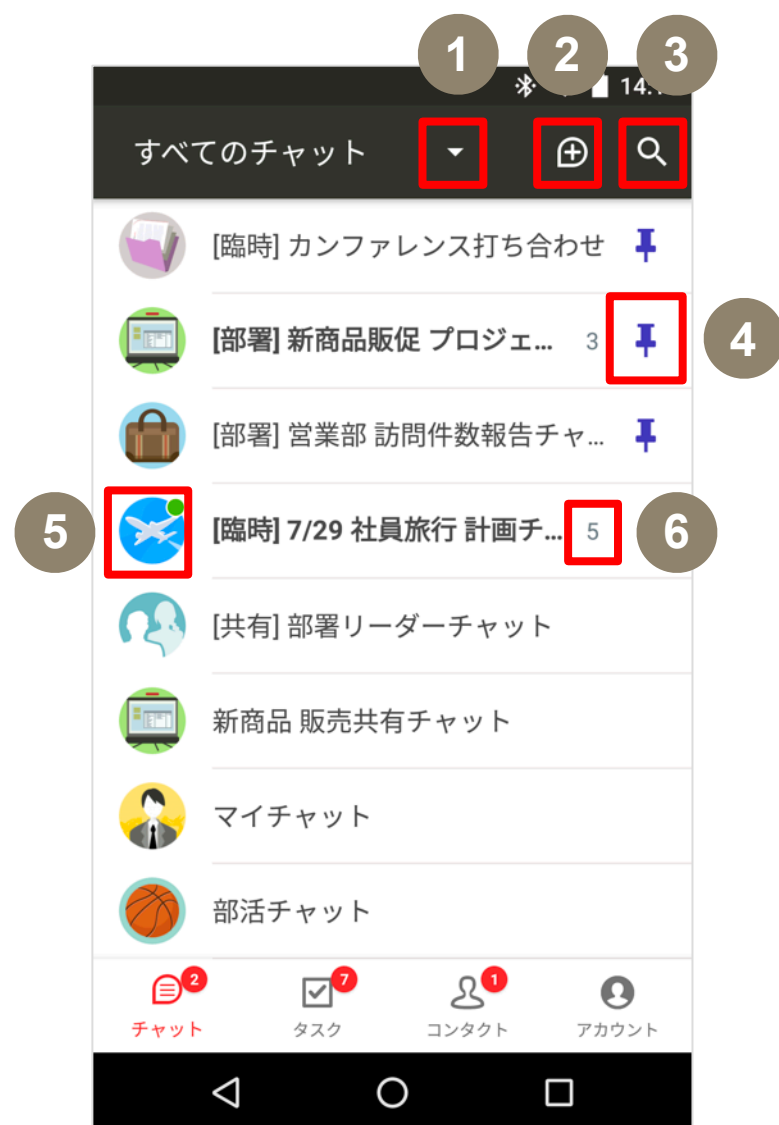 1
2
3
14:
すべてのチャット
[臨時] カンファレンス打ち合わせ
[部署] 新商品販促 プロジェ... 3
4
[部署] 営業部 訪問件数報告チャ...
5
[臨時] 7/29 社員旅行 計画チ... 5
6
[共有] 部署リーダーチャット
新商品 販売共有チャット
マイチャット
部活チャット
2
7
1
チャット
タスク
コンタクト
アカウント